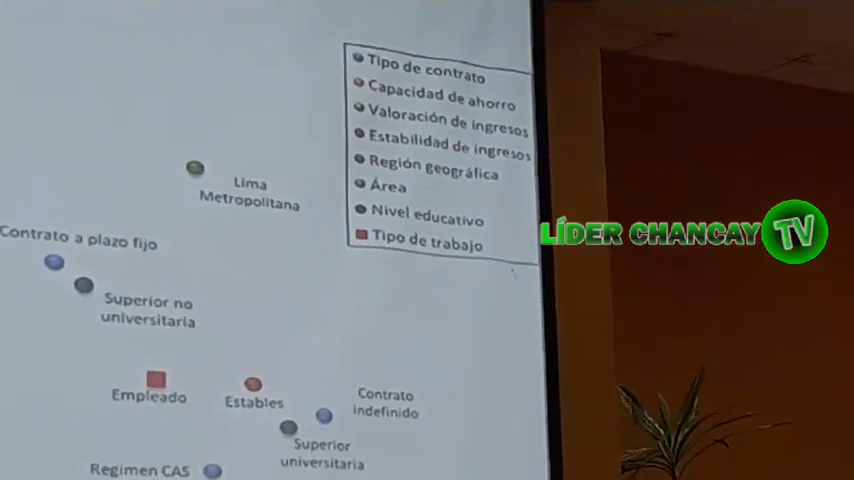 Tipo de contrato
Capacidad de ahorro
Valoración de ingresos
Estabilidad de ingresos
Región geográfica
Área
Nivel educativo
Tipo de trabajo
Lima
Metropolitana
Contrato a plazo fijo
Superior no
universitaria
Empleado
Estables
Contrato
indefinido
Superior
universitaria
Regimen CAS
LÍDER CHANCAY TV